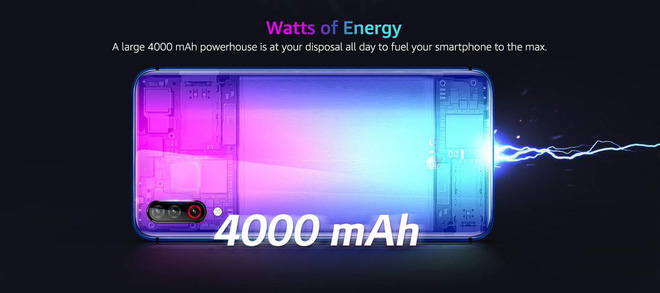 Watts of Energy
A large 4000 mAh powerhouse is at your disposal all day to fuel your smartphone to the max.
4000 mAh